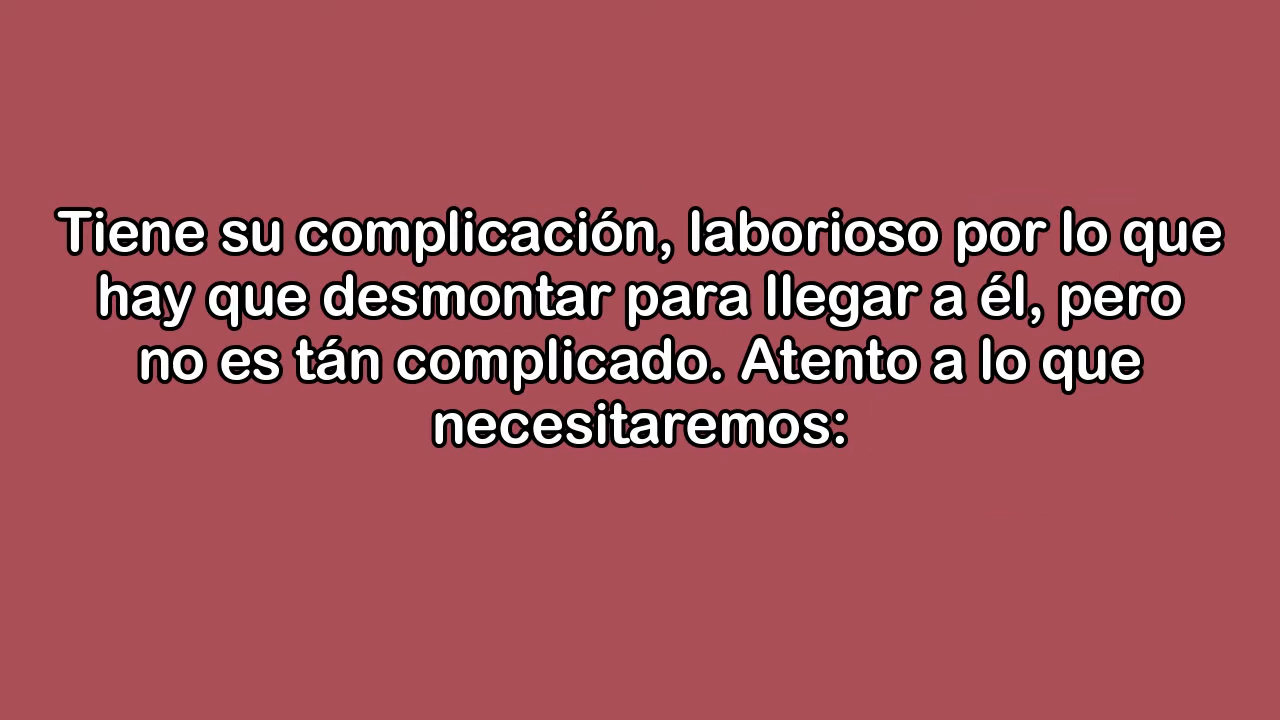 Tiene su complicación, laborioso por lo que
hay que desmontar para llegar a él, pero
no es tán complicado. Atento a lo que
necesitaremos: